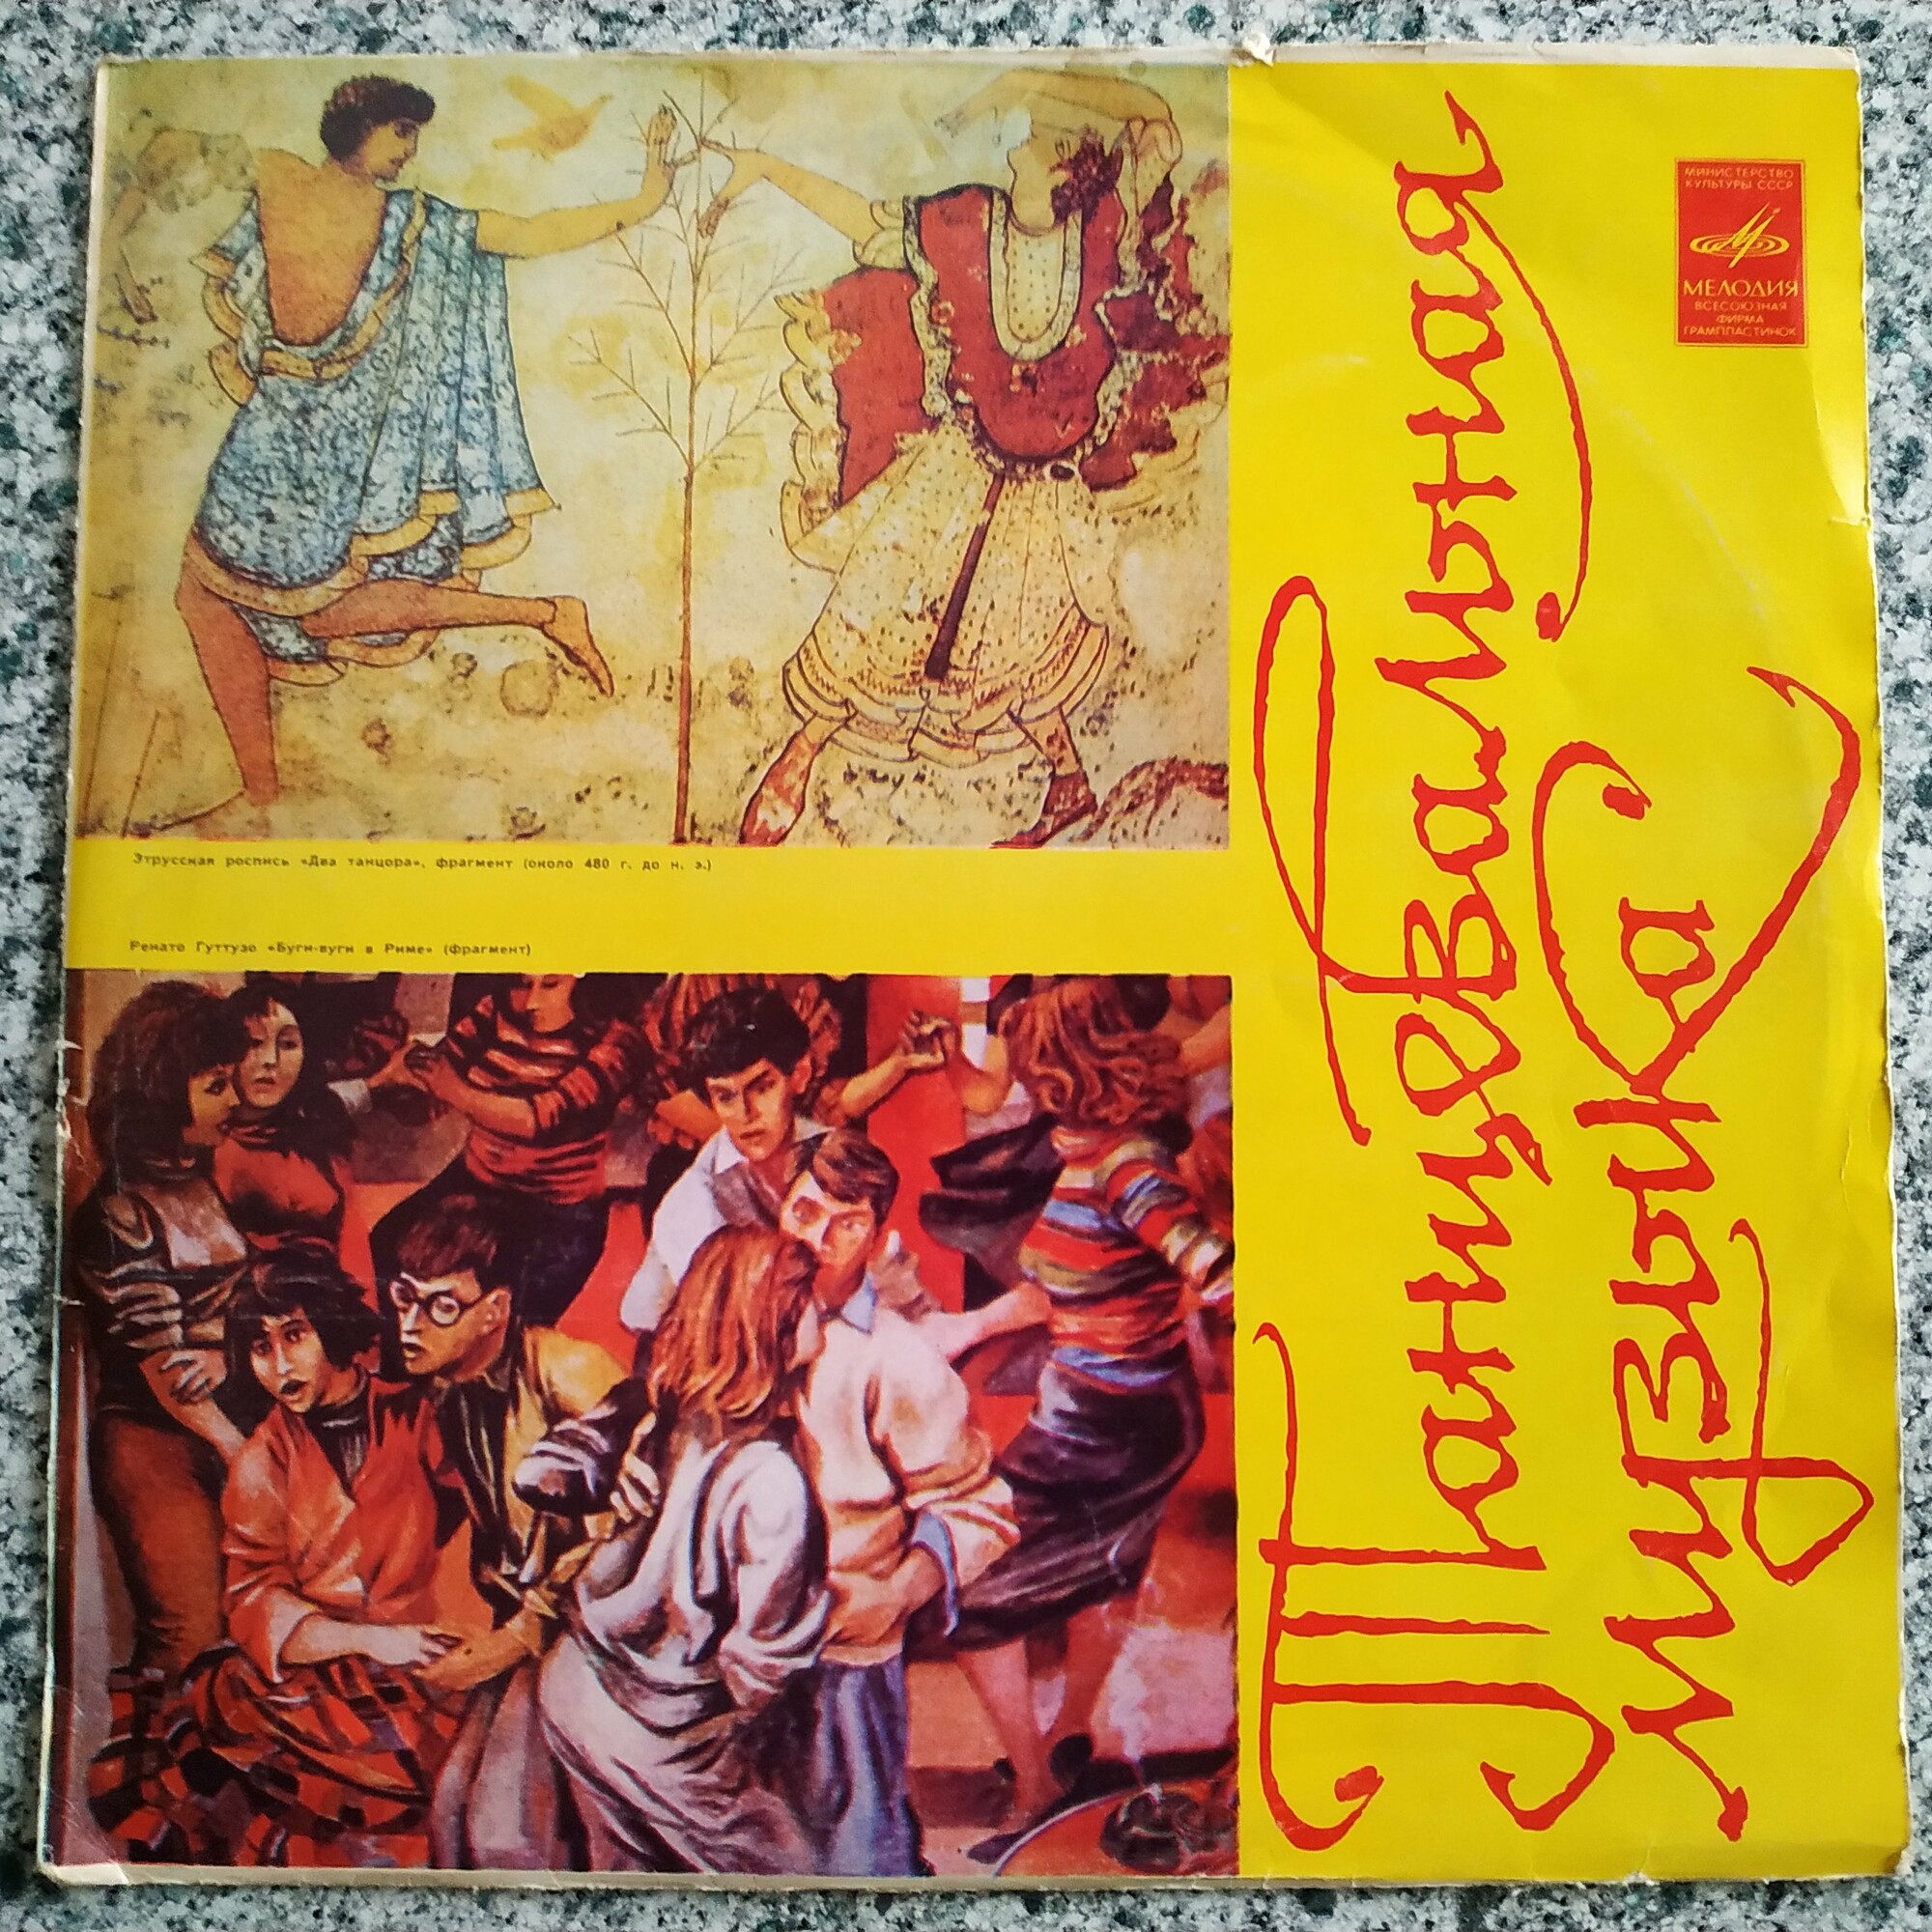 Танцевальная
музыка
МИНИСТЕРСТВО
КУЛЬТУРЫ СССР
МЕЛОДИЯ
ВСЕСОЮЗНАЯ
ФИРМА
ГРАМПЛАСТИНОК
Этрусская роспись «Два танцора», фрагмент (около 480 г. до н. э.)
Ренато Гуттузо «Буги-вуги в Риме» (фрагмент)